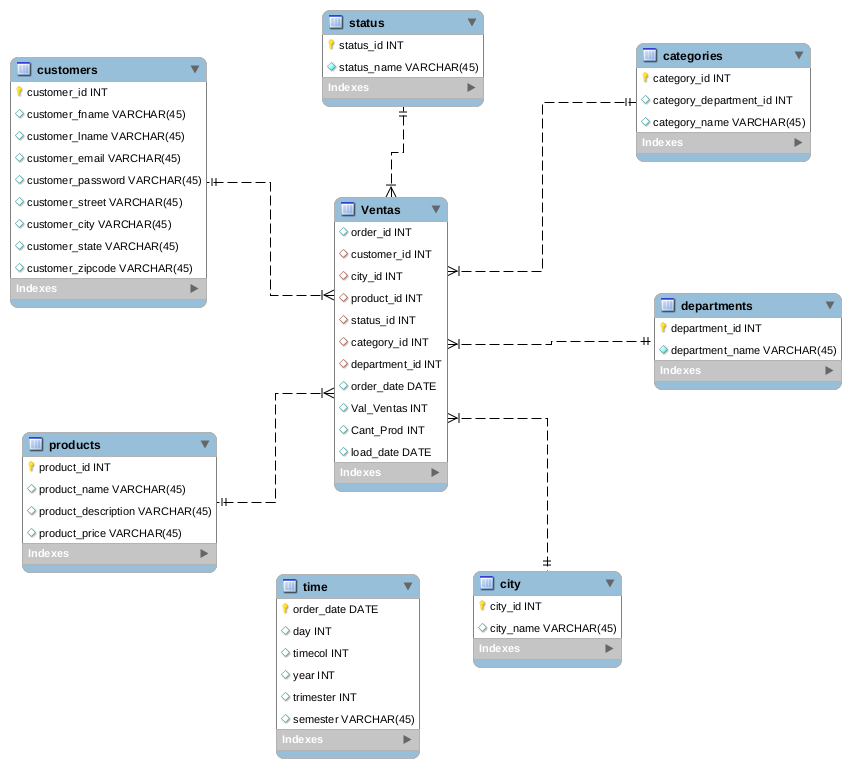 status
status_id INT
status_name VARCHAR(45)
Indexes
customers
customer_id INT
customer_fname VARCHAR(45)
customer_lname VARCHAR(45)
customer_email VARCHAR(45)
customer_password VARCHAR(45)
customer_street VARCHAR(45)
customer_city VARCHAR(45)
customer_state VARCHAR(45)
customer_zipcode VARCHAR(45)
Indexes
categories
category_id INT
category_department_id INT
category_name VARCHAR(45)
Indexes
Ventas
order_id INT
customer_id INT
city_id INT
product_id INT
status_id INT
category_id INT
department_id INT
order_date DATE
Val_Ventas INT
Cant_Prod INT
load_date DATE
Indexes
departments
department_id INT
department_name VARCHAR(45)
Indexes
products
product_id INT
product_name VARCHAR(45)
product_description VARCHAR(45)
product_price VARCHAR(45)
Indexes
time
order_date DATE
day INT
timecol INT
year INT
trimester INT
semester VARCHAR(45)
Indexes
city
city_id INT
city_name VARCHAR(45)
Indexes